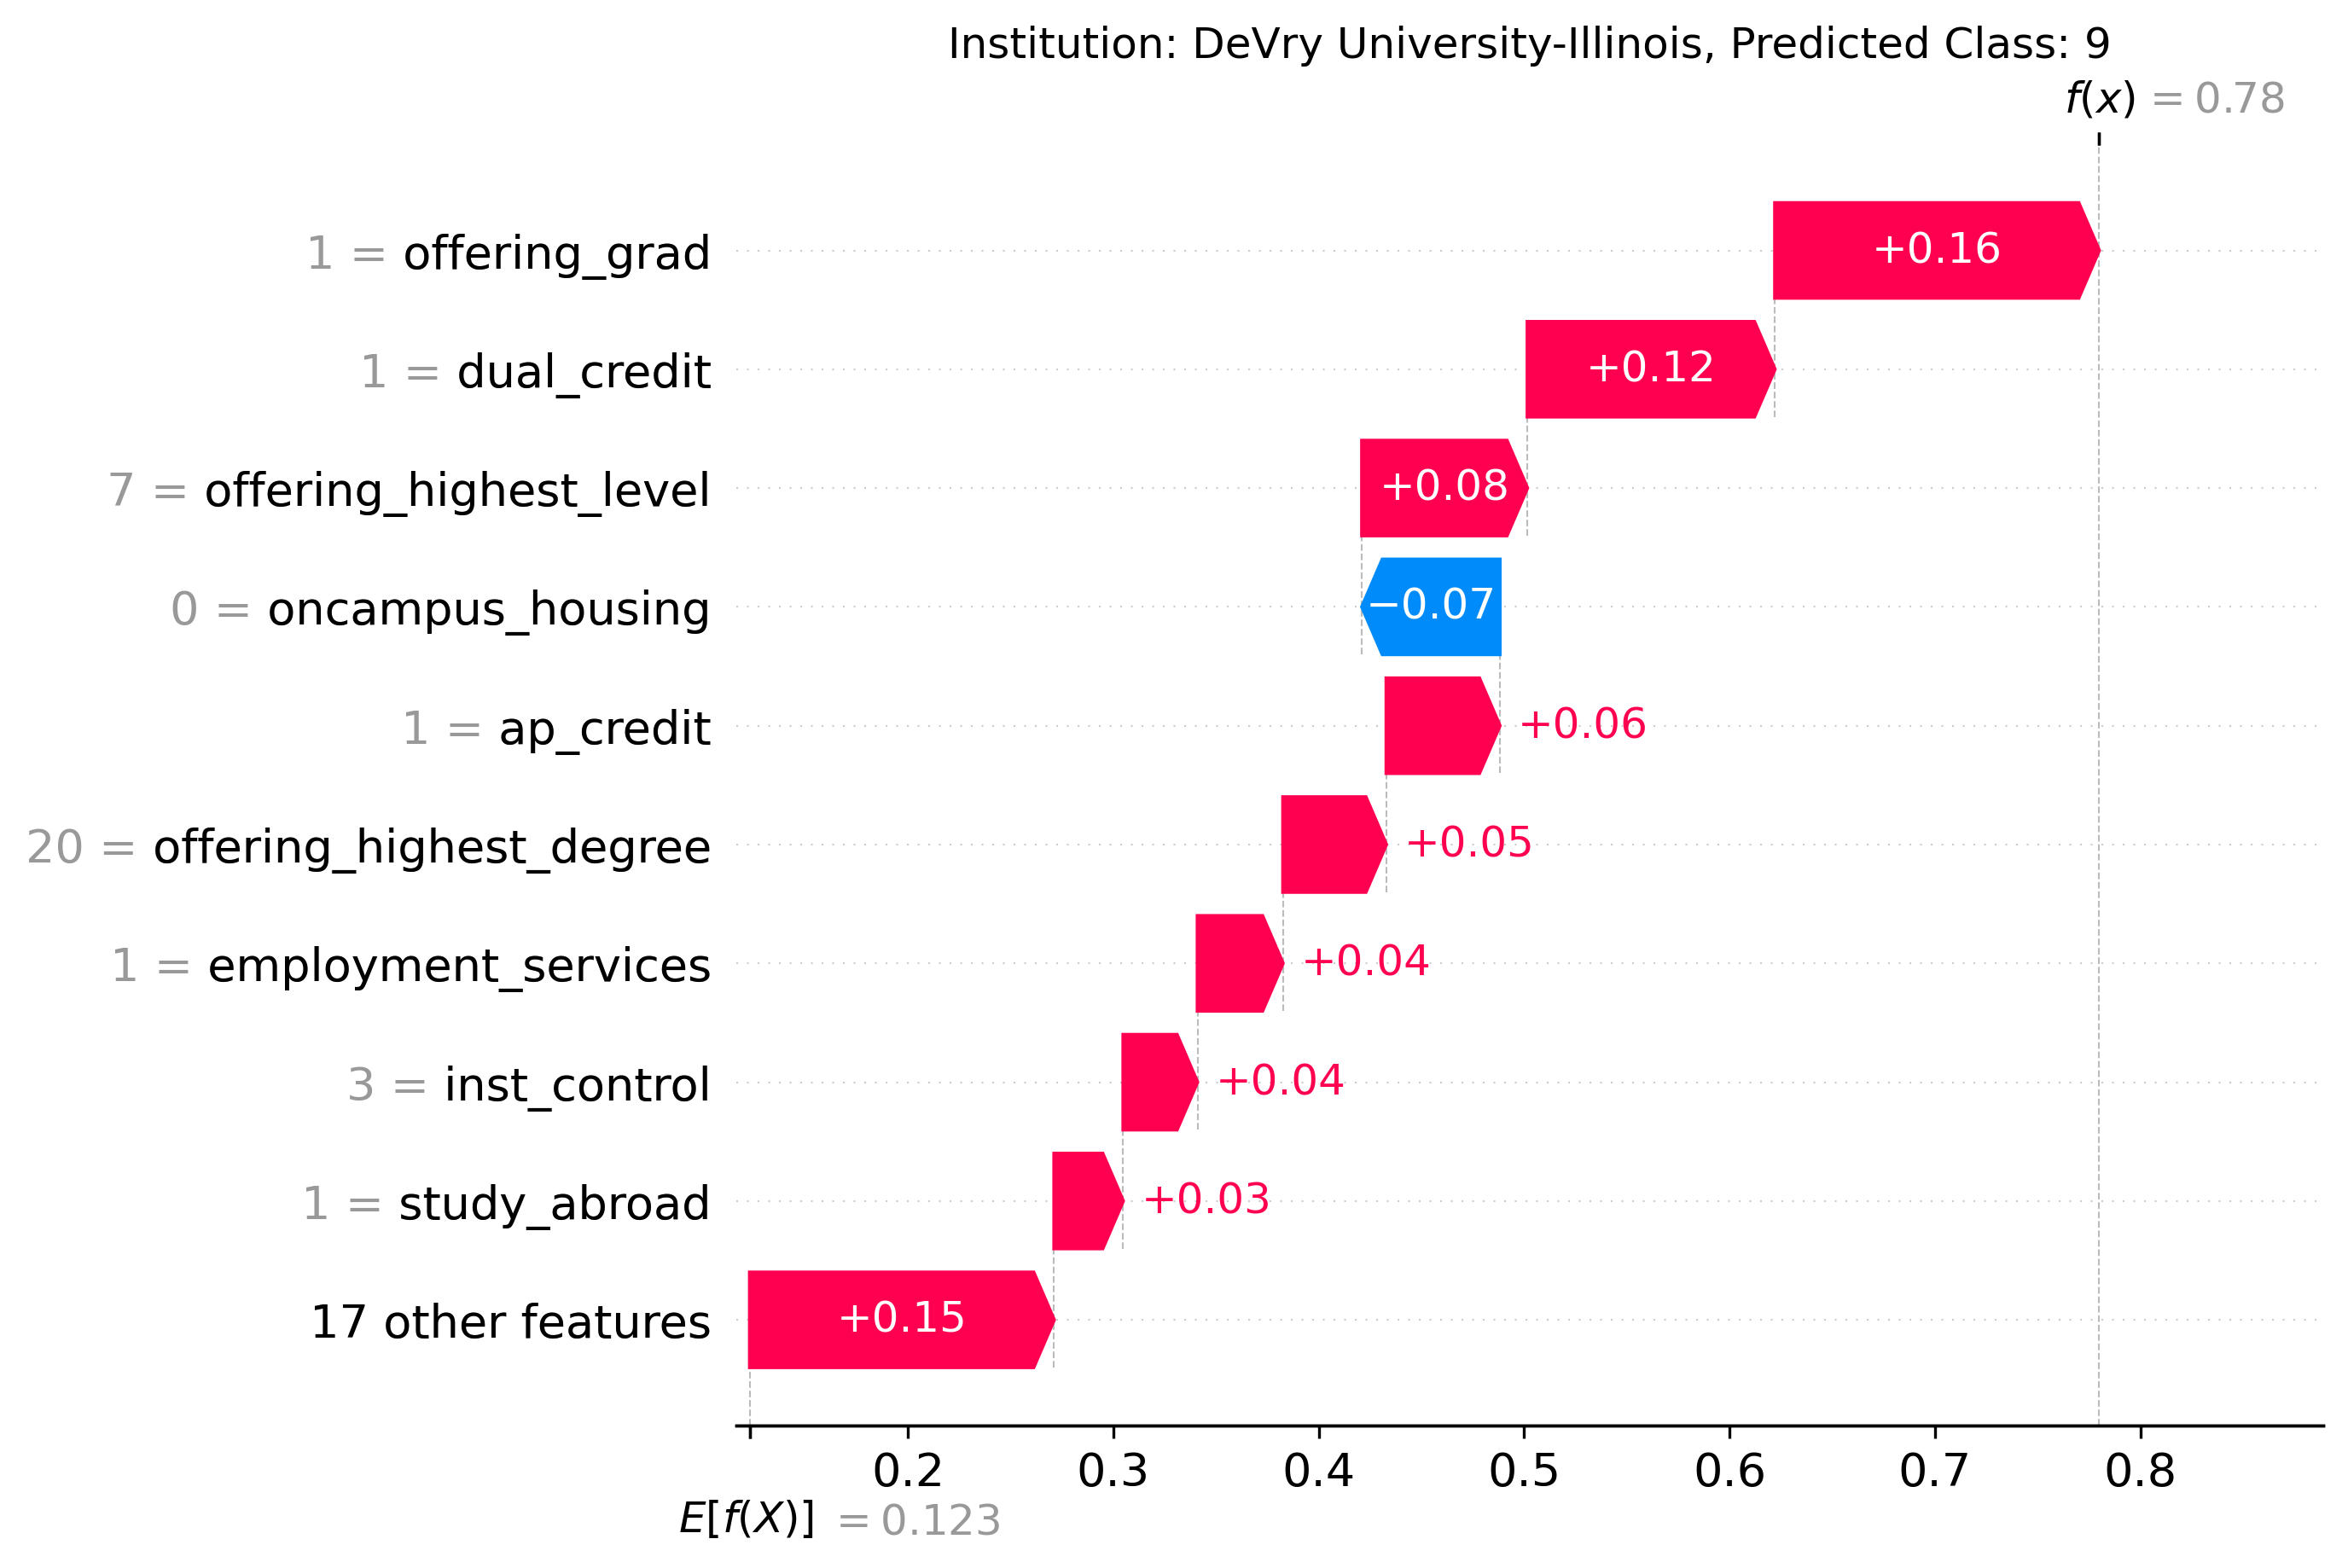 Institution: DeVry University-Illinois, Predicted Class: 9
f(x) = 0.78
1 = offering_grad +0.16
1 = dual_credit +0.12
7 = offering_highest_level +0.08
0 = oncampus_housing −0.07
1 = ap_credit +0.06
20 = offering_highest_degree +0.05
1 = employment_services +0.04
3 = inst_control +0.04
1 = study_abroad +0.03
17 other features +0.15
0.2 0.3 0.4 0.5 0.6 0.7 0.8
E[f(X)] = 0.123